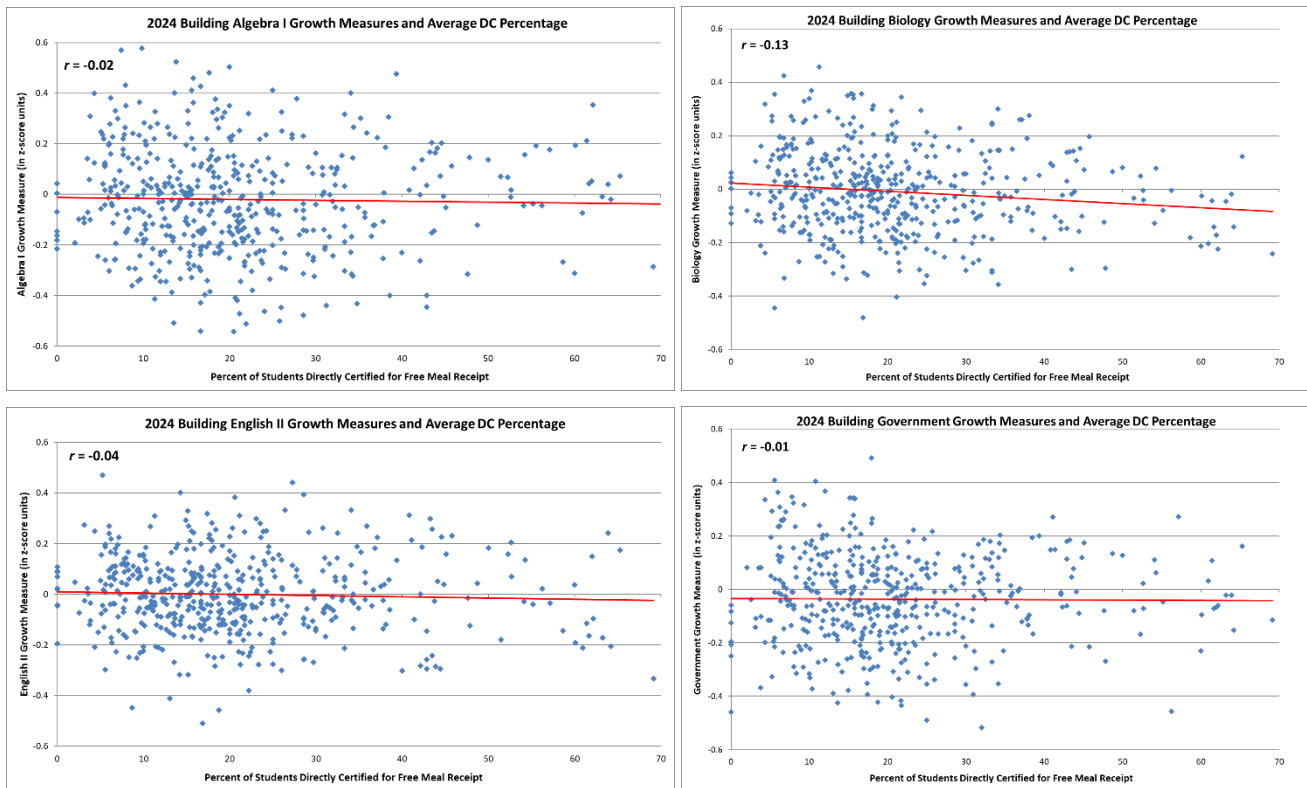 2024 Building Algebra I Growth Measures and Average DC Percentage
r = -0.02
Algebra I Growth Measure (in z-score units)
0.6
0.4
0.2
0
-0.2
-0.4
-0.6
0 10 20 30 40 50 60 70
Percent of Students Directly Certified for Free Meal Receipt
2024 Building Biology Growth Measures and Average DC Percentage
r = -0.13
Biology Growth Measure (in z-score units)
0.6
0.4
0.2
0
-0.2
-0.4
-0.6
0 10 20 30 40 50 60 70
Percent of Students Directly Certified for Free Meal Receipt
2024 Building English II Growth Measures and Average DC Percentage
r = -0.04
English II Growth Measure (in z-score units)
0.6
0.4
0.2
0
-0.2
-0.4
-0.6
0 10 20 30 40 50 60 70
Percent of Students Directly Certified for Free Meal Receipt
2024 Building Government Growth Measures and Average DC Percentage
r = -0.01
Government Growth Measure (in z-score units)
0.6
0.4
0.2
0
-0.2
-0.4
-0.6
0 10 20 30 40 50 60 70
Percent of Students Directly Certified for Free Meal Receipt